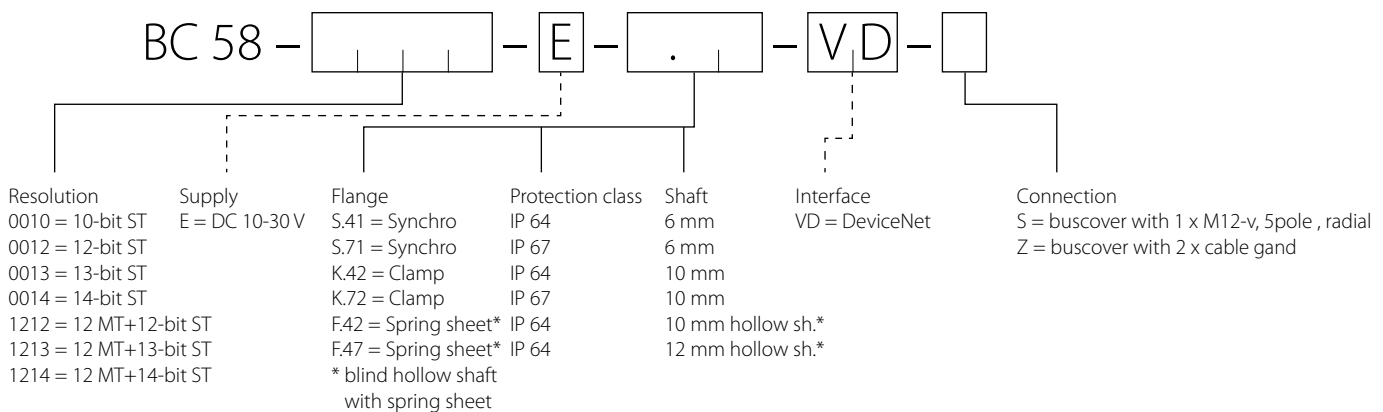 BC 58 – – E – . – V D –
Resolution
0010 = 10-bit ST
0012 = 12-bit ST
0013 = 13-bit ST
0014 = 14-bit ST
1212 = 12 MT+12-bit ST
1213 = 12 MT+13-bit ST
1214 = 12 MT+14-bit ST
Supply
E = DC 10-30 V
Flange
S.41 = Synchro
S.71 = Synchro
K.42 = Clamp
K.72 = Clamp
F.42 = Spring sheet*
F.47 = Spring sheet*
* blind hollow shaft
with spring sheet
Protection class
IP 64
IP 67
IP 64
IP 67
IP 64
IP 64
Shaft
6 mm
6 mm
10 mm
10 mm
10 mm hollow sh.*
12 mm hollow sh.*
Interface
VD = DeviceNet
Connection
S = buscover with 1 x M12-v, 5pole , radial
Z = buscover with 2 x cable gand